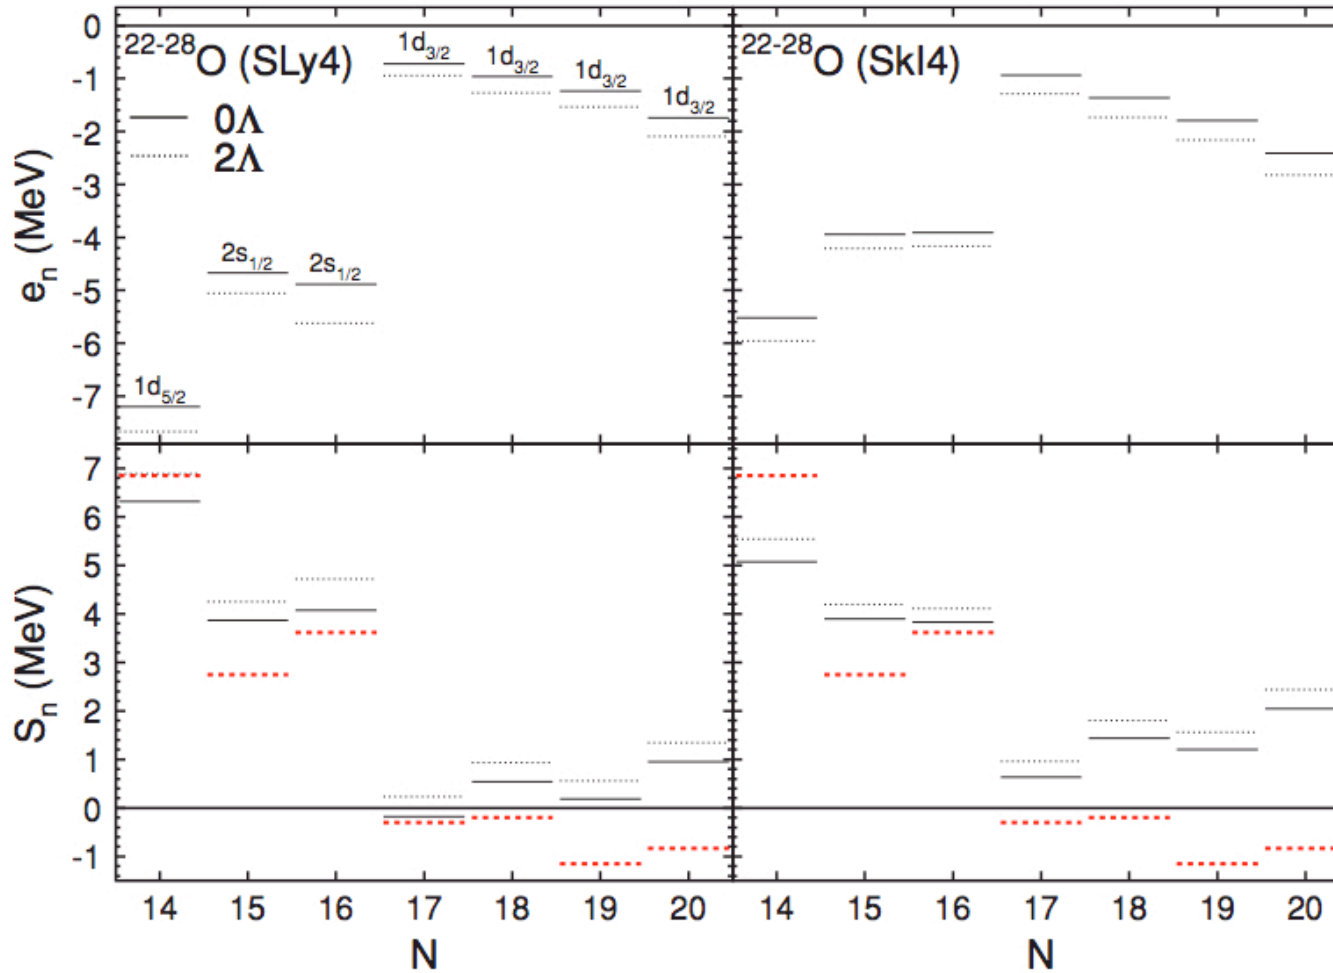 ²²⁻²⁸O (SLy4)
²²⁻²⁸O (SkI4)
0Λ
2Λ
1d₃/₂
1d₃/₂
1d₃/₂
1d₃/₂
2s₁/₂
2s₁/₂
1d₅/₂
eₙ (MeV)
0
-1
-2
-3
-4
-5
-6
-7
Sₙ (MeV)
7
6
5
4
3
2
1
0
-1
14 15 16 17 18 19 20
14 15 16 17 18 19 20
N
N